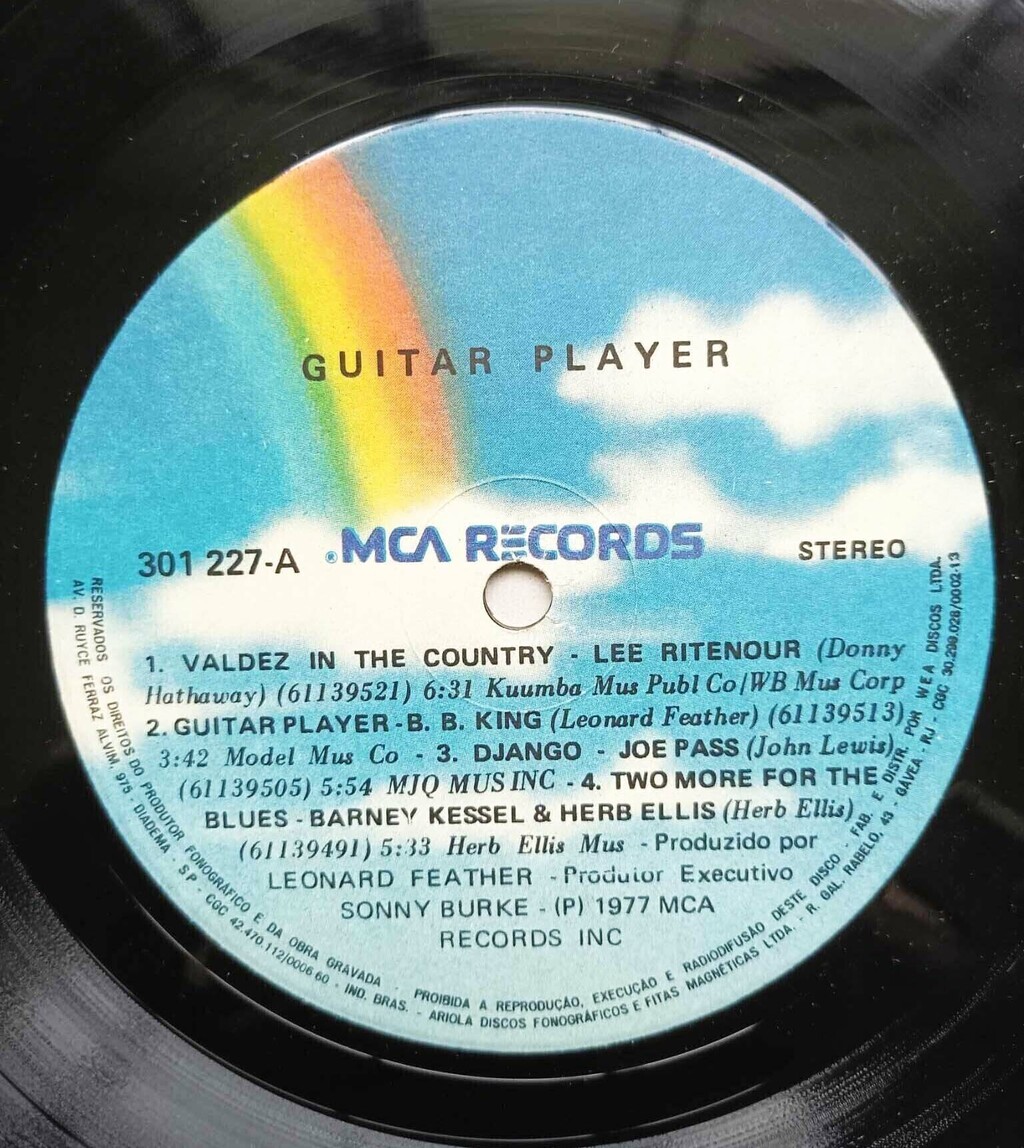 GUITAR PLAYER
301 227-A
MCA RECORDS
STEREO
1. VALDEZ IN THE COUNTRY - LEE RITENOUR (Donny
Hathaway) (61139521) 6:31 Kuumba Mus Publ Co/WB Mus Corp
2. GUITAR PLAYER - B. B. KING (Leonard Feather) (61139513)
3:42 Model Mus Co - 3. DJANGO - JOE PASS (John Lewis)
(61139505) 5:54 MJQ MUS INC - 4. TWO MORE FOR THE
BLUES - BARNEY KESSEL & HERB ELLIS (Herb Ellis)
(61139491) 5:33 Herb Ellis Mus - Produzido por
LEONARD FEATHER - Produtor Executivo
SONNY BURKE - (P) 1977 MCA
RECORDS INC
RESERVADOS OS DIREITOS DO PRODUTOR FONOGRÁFICO E DA OBRA GRAVADA - PROIBIDA A REPRODUÇÃO, EXECUÇÃO E RADIODIFUSÃO DESTE DISCO - FAB. E DISTR. POR WEA DISCOS LTDA.
AV. D. RUYCE FERRAZ ALVIM, 975 - DIADEMA - SP - CGC 42.470.112/0006 60 - IND. BRAS. - ARIOLA DISCOS FONOGRÁFICOS E FITAS MAGNÉTICAS LTDA. - R. GAL. RABELO, 43 - GÁVEA - RJ - CGC 30.289.028/0002-13